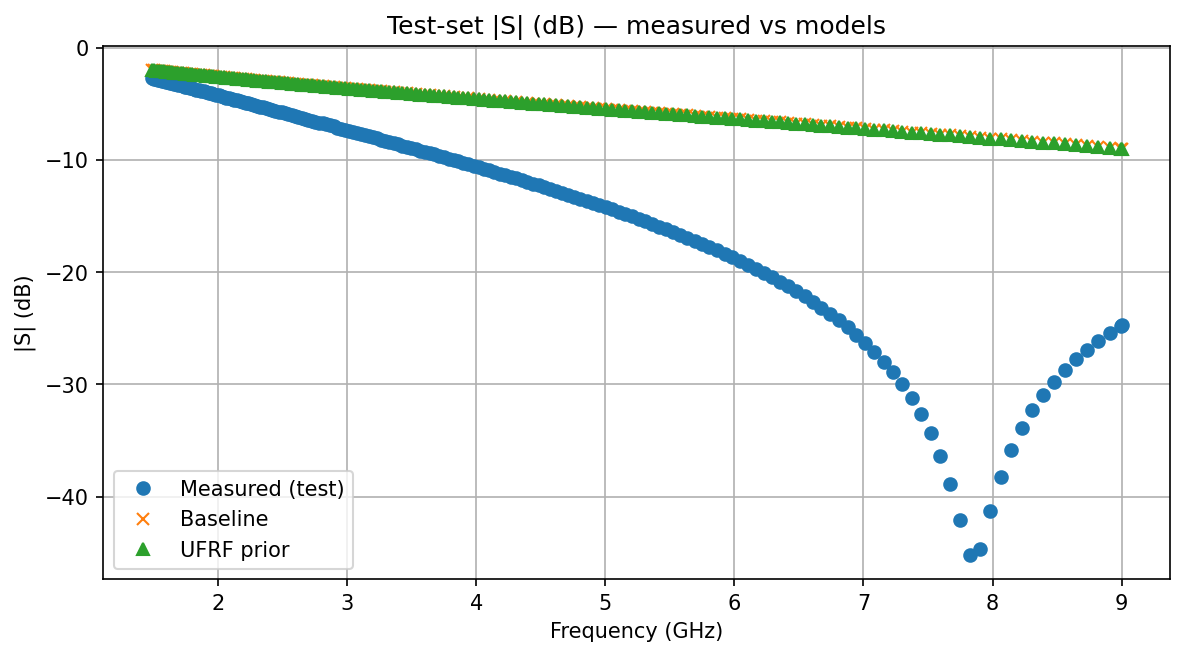 Test-set |S| (dB) — measured vs models
|S| (dB)
0
−10
−20
−30
−40
Measured (test)
Baseline
UFRF prior
2 3 4 5 6 7 8 9
Frequency (GHz)